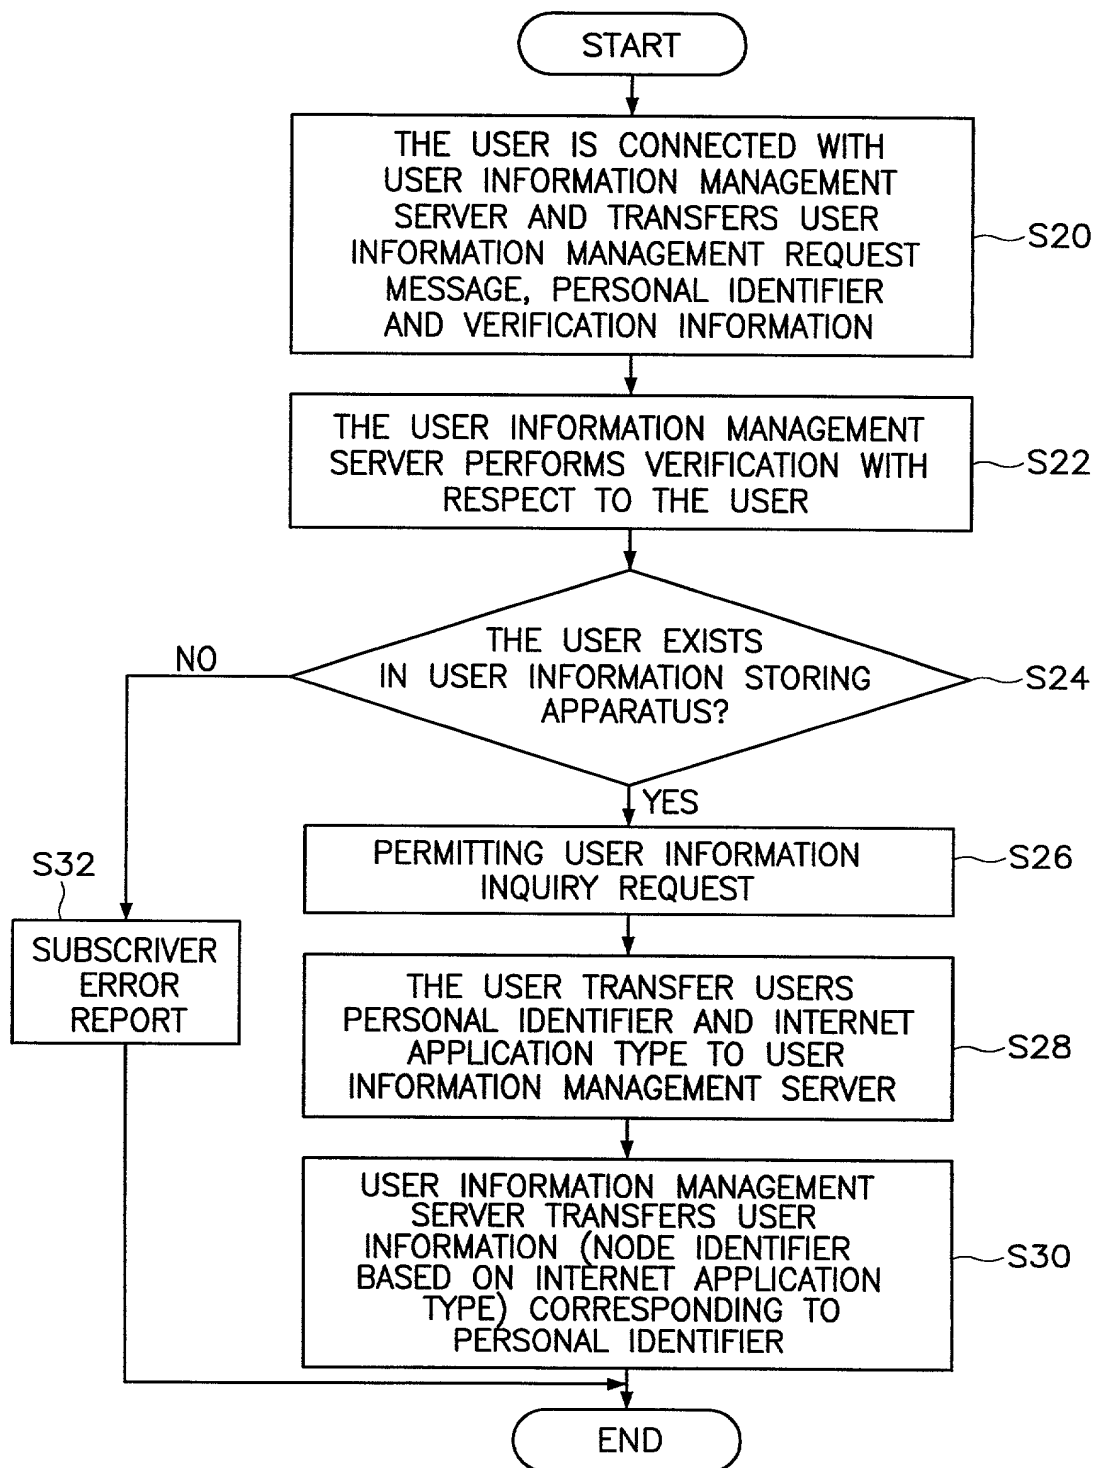 START
THE USER IS CONNECTED WITH
USER INFORMATION MANAGEMENT
SERVER AND TRANSFERS USER
INFORMATION MANAGEMENT REQUEST
MESSAGE, PERSONAL IDENTIFIER
AND VERIFICATION INFORMATION
S20
THE USER INFORMATION MANAGEMENT
SERVER PERFORMS VERIFICATION WITH
RESPECT TO THE USER
S22
THE USER EXISTS
IN USER INFORMATION STORING
APPARATUS?
S24
NO
YES
PERMITTING USER INFORMATION
INQUIRY REQUEST
S26
S32
SUBSCRIVER
ERROR
REPORT
THE USER TRANSFER USERS
PERSONAL IDENTIFIER AND INTERNET
APPLICATION TYPE TO USER
INFORMATION MANAGEMENT SERVER
S28
USER INFORMATION MANAGEMENT
SERVER TRANSFERS USER
INFORMATION (NODE IDENTIFIER
BASED ON INTERNET APPLICATION
TYPE) CORRESPONDING TO
PERSONAL IDENTIFIER
S30
END